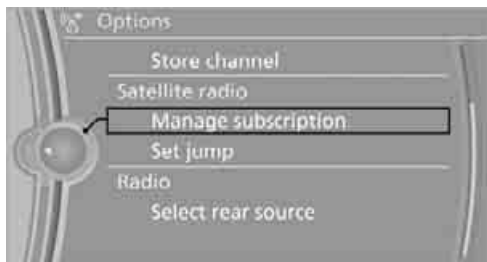 Options
Store channel
Satellite radio
Manage subscription
Set jump
Radio
Select rear source